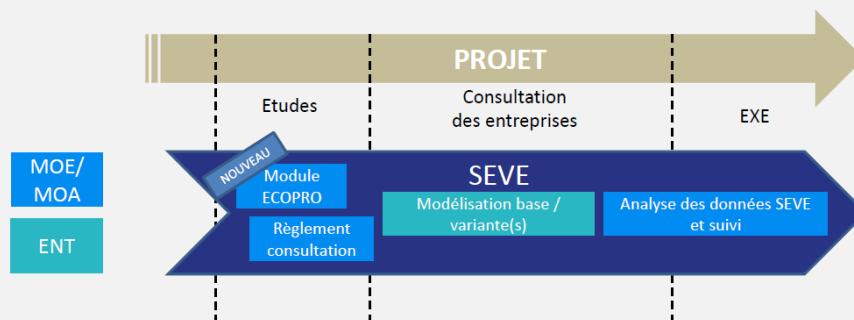 PROJET
Etudes
Consultation
des entreprises
EXE
MOE/
MOA
ENT
NOUVEAU
SEVE
Module
ECOPRO
Règlement
consultation
Modélisation base /
variante(s)
Analyse des données SEVE
et suivi